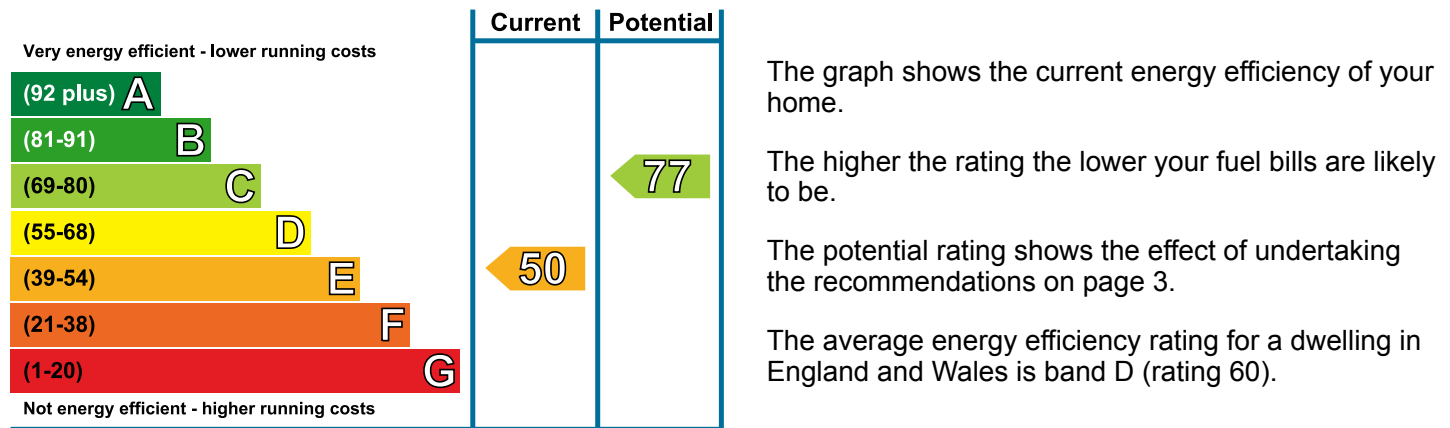 Current Potential
Very energy efficient - lower running costs
(92 plus) A
(81-91) B
(69-80) C
77
(55-68) D
(39-54) E
50
(21-38) F
(1-20) G
Not energy efficient - higher running costs
The graph shows the current energy efficiency of your
home.
The higher the rating the lower your fuel bills are likely
to be.
The potential rating shows the effect of undertaking
the recommendations on page 3.
The average energy efficiency rating for a dwelling in
England and Wales is band D (rating 60).